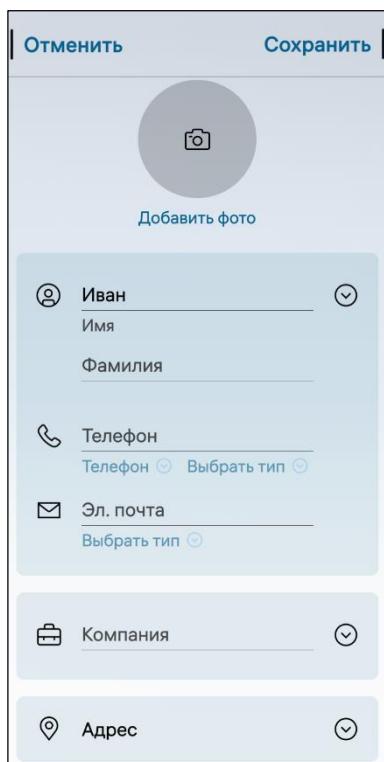 Отменить Сохранить
Добавить фото
Иван
Имя
Фамилия
Телефон
Телефон Выбрать тип
Эл. почта
Выбрать тип
Компания
Адрес